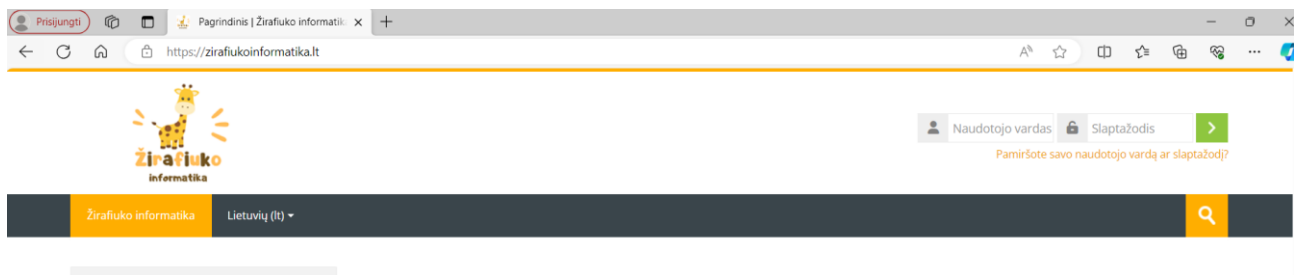 Prisijungti
Pagrindinis | Žirafiuko informatik
https://zirafiukoinformatika.lt
Žirafiuko
informatika
Naudotojo vardas
Slaptažodis
Pamiršote savo naudotojo vardą ar slaptažodį?
Žirafiuko informatika
Lietuvių (lt)